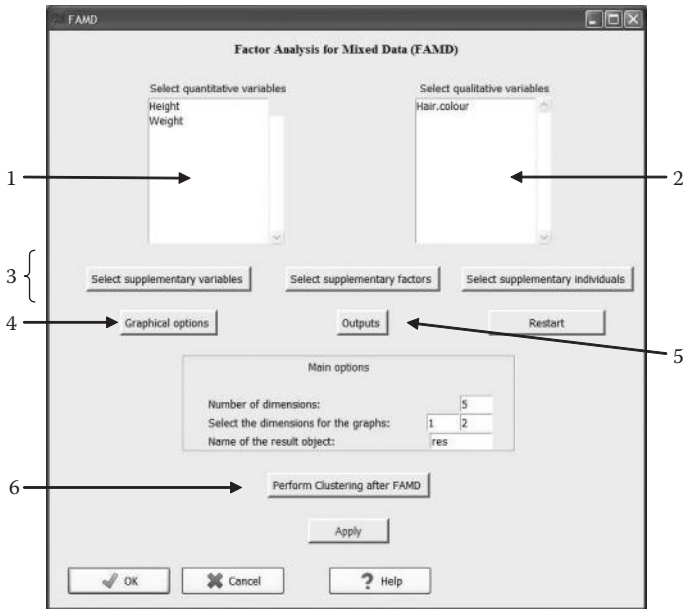 FAMD
Factor Analysis for Mixed Data (FAMD)
Select quantitative variables
Select qualitative variables
Height
Weight
Hair.colour
1
2
3
Select supplementary variables
Select supplementary factors
Select supplementary individuals
4
Graphical options
Outputs
Restart
5
Main options
Number of dimensions: 5
Select the dimensions for the graphs: 1 2
Name of the result object: res
6
Perform Clustering after FAMD
Apply
OK
Cancel
? Help